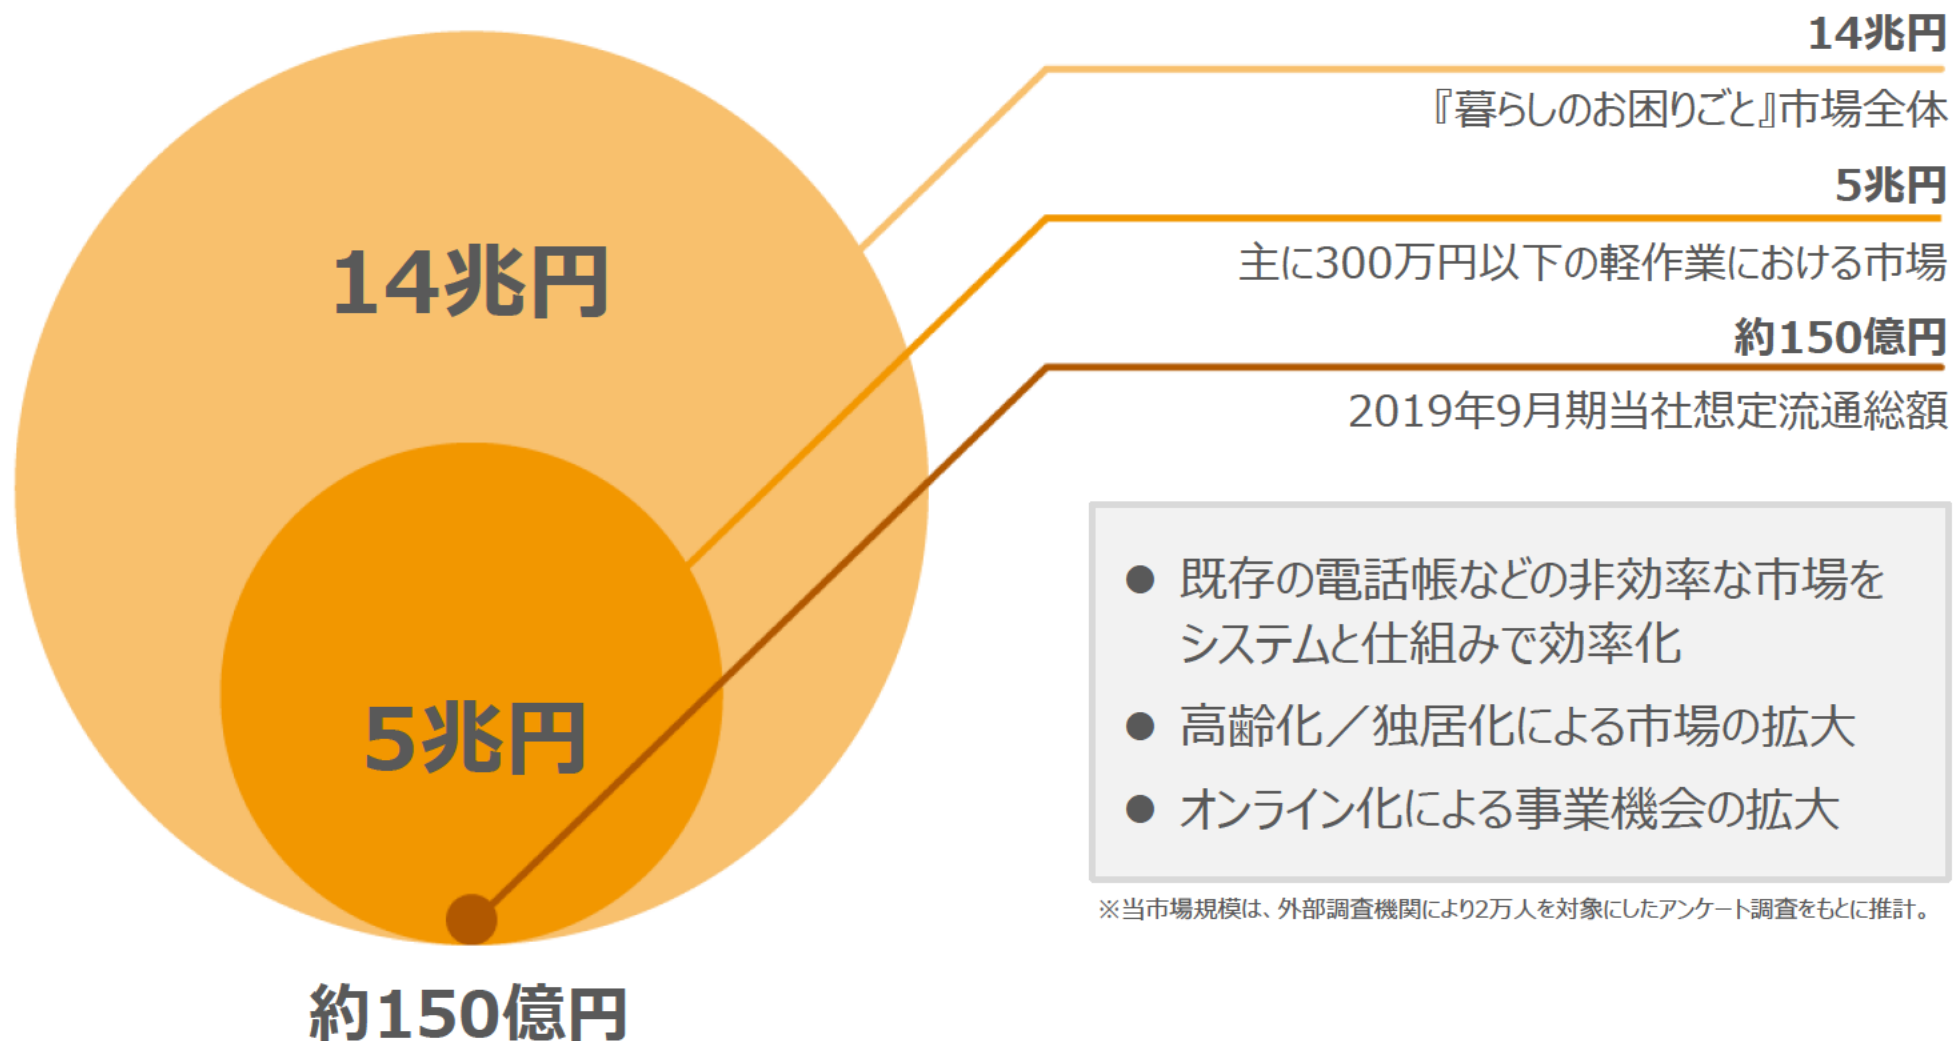 14兆円
5兆円
約150億円
14兆円
『暮らしのお困りごと』市場全体
5兆円
主に300万円以下の軽作業における市場
約150億円
2019年9月期当社想定流通総額
● 既存の電話帳などの非効率な市場を
システムと仕組みで効率化
● 高齢化／独居化による市場の拡大
● オンライン化による事業機会の拡大
※当市場規模は、外部調査機関により2万人を対象にしたアンケート調査をもとに推計。